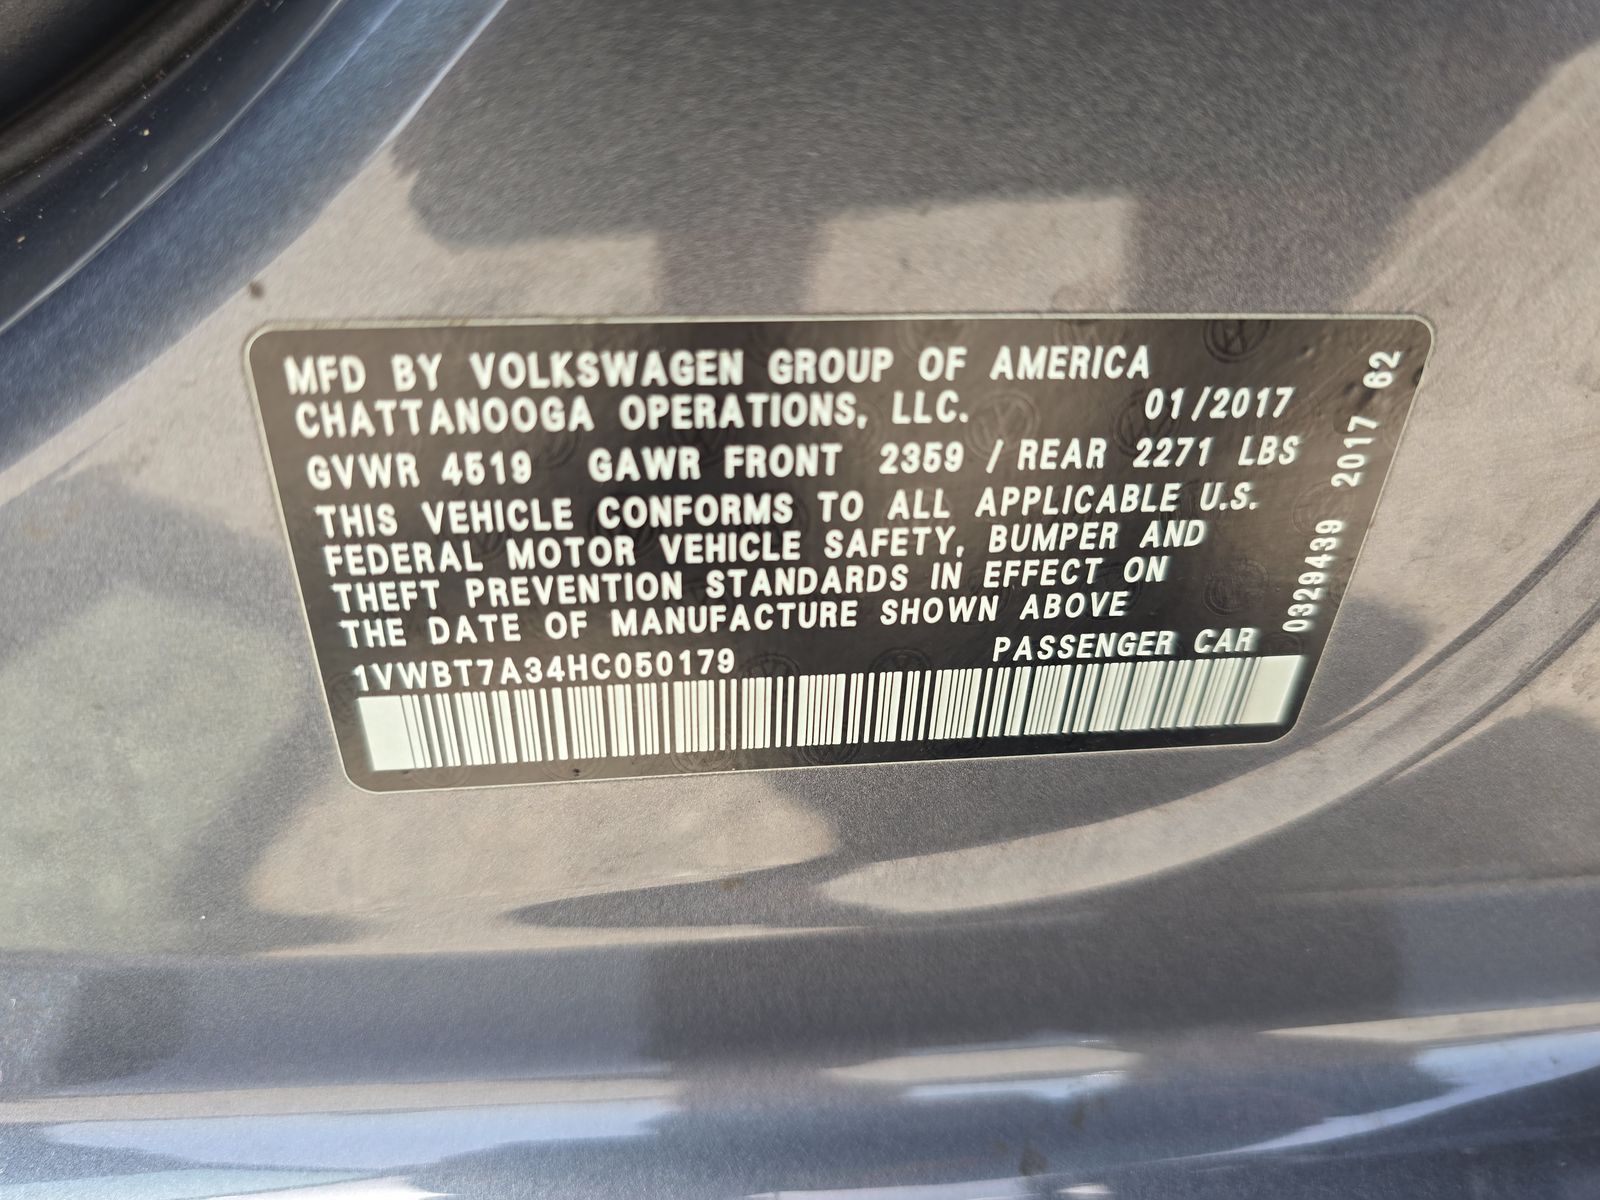 MFD BY VOLKSWAGEN GROUP OF AMERICA
CHATTANOOGA OPERATIONS, LLC. 01/2017
GVWR 4519 GAWR FRONT 2359 / REAR 2271 LBS
THIS VEHICLE CONFORMS TO ALL APPLICABLE U.S.
FEDERAL MOTOR VEHICLE SAFETY, BUMPER AND
THEFT PREVENTION STANDARDS IN EFFECT ON
THE DATE OF MANUFACTURE SHOWN ABOVE
1VWBT7A34HC050179 PASSENGER CAR
0329439 2017 62